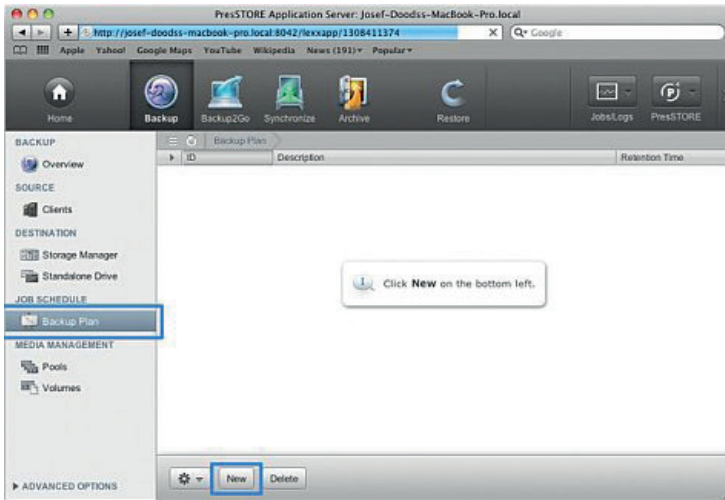 PresSTORE Application Server: Josef-Doodss-MacBook-Pro.local
http://josef-doodss-macbook-pro.local:8042/lexxapp/1308411374
Google
Apple Yahoo! Google Maps YouTube Wikipedia News (191) Popular
Home
Backup
Backup2Go
Synchronize
Archive
Restore
Jobs/Logs
PresSTORE
BACKUP
Overview
SOURCE
Clients
DESTINATION
Storage Manager
Standalone Drive
JOB SCHEDULE
Backup Plan
MEDIA MANAGEMENT
Pools
Volumes
ADVANCED OPTIONS
Backup Plan
ID Description Retention Time
Click New on the bottom left.
New
Delete